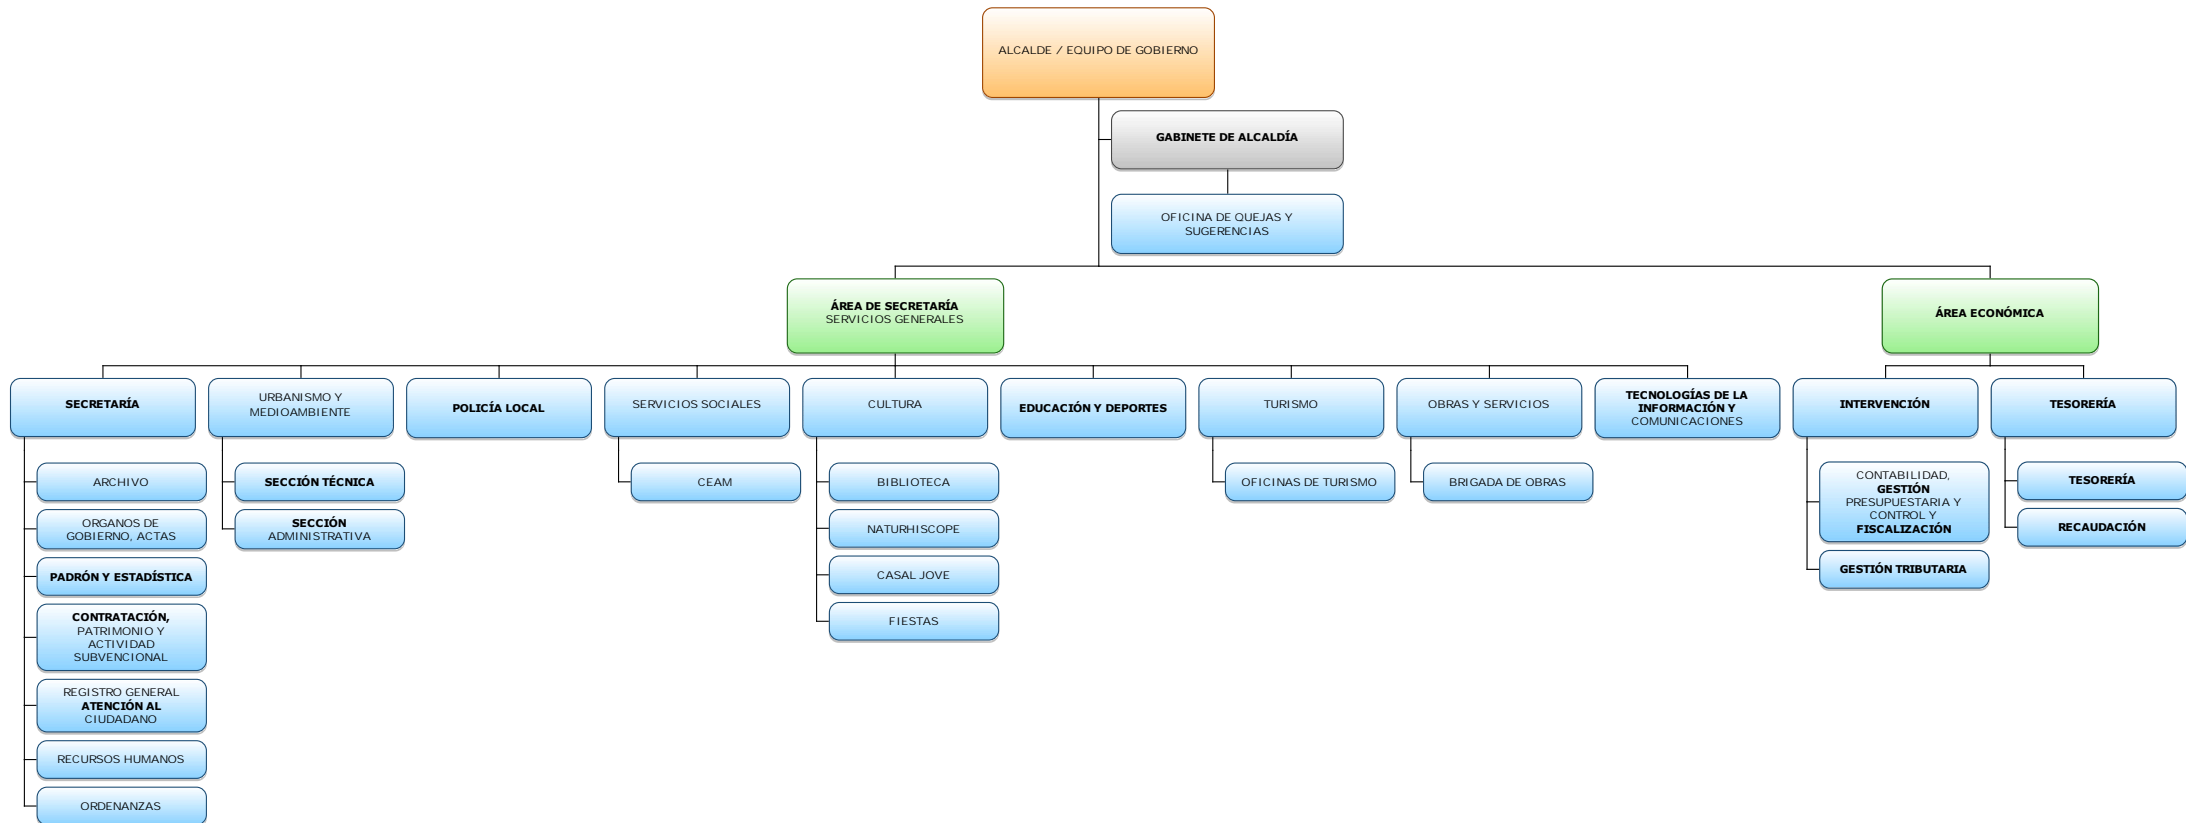 ALCALDE / EQUIPO DE GOBIERNO
GABINETE DE ALCALDÍA
OFICINA DE QUEJAS Y
SUGERENCIAS
ÁREA DE SECRETARÍA
SERVICIOS GENERALES
ÁREA ECONÓMICA
SECRETARÍA
URBANISMO Y
MEDIOAMBIENTE
POLICÍA LOCAL
SERVICIOS SOCIALES
CULTURA
EDUCACIÓN Y DEPORTES
TURISMO
OBRAS Y SERVICIOS
TECNOLOGÍAS DE LA
INFORMACIÓN Y
COMUNICACIONES
INTERVENCIÓN
TESORERÍA
ARCHIVO
ORGANOS DE
GOBIERNO, ACTAS
PADRÓN Y ESTADÍSTICA
CONTRATACIÓN,
PATRIMONIO Y
ACTIVIDAD
SUBVENCIONAL
REGISTRO GENERAL
ATENCIÓN AL
CIUDADANO
RECURSOS HUMANOS
ORDENANZAS
SECCIÓN TÉCNICA
SECCIÓN
ADMINISTRATIVA
CEAM
BIBLIOTECA
NATURHISCOPE
CASAL JOVE
FIESTAS
OFICINAS DE TURISMO
BRIGADA DE OBRAS
CONTABILIDAD,
GESTIÓN
PRESUPUESTARIA Y
CONTROL Y
FISCALIZACIÓN
GESTIÓN TRIBUTARIA
TESORERÍA
RECAUDACIÓN